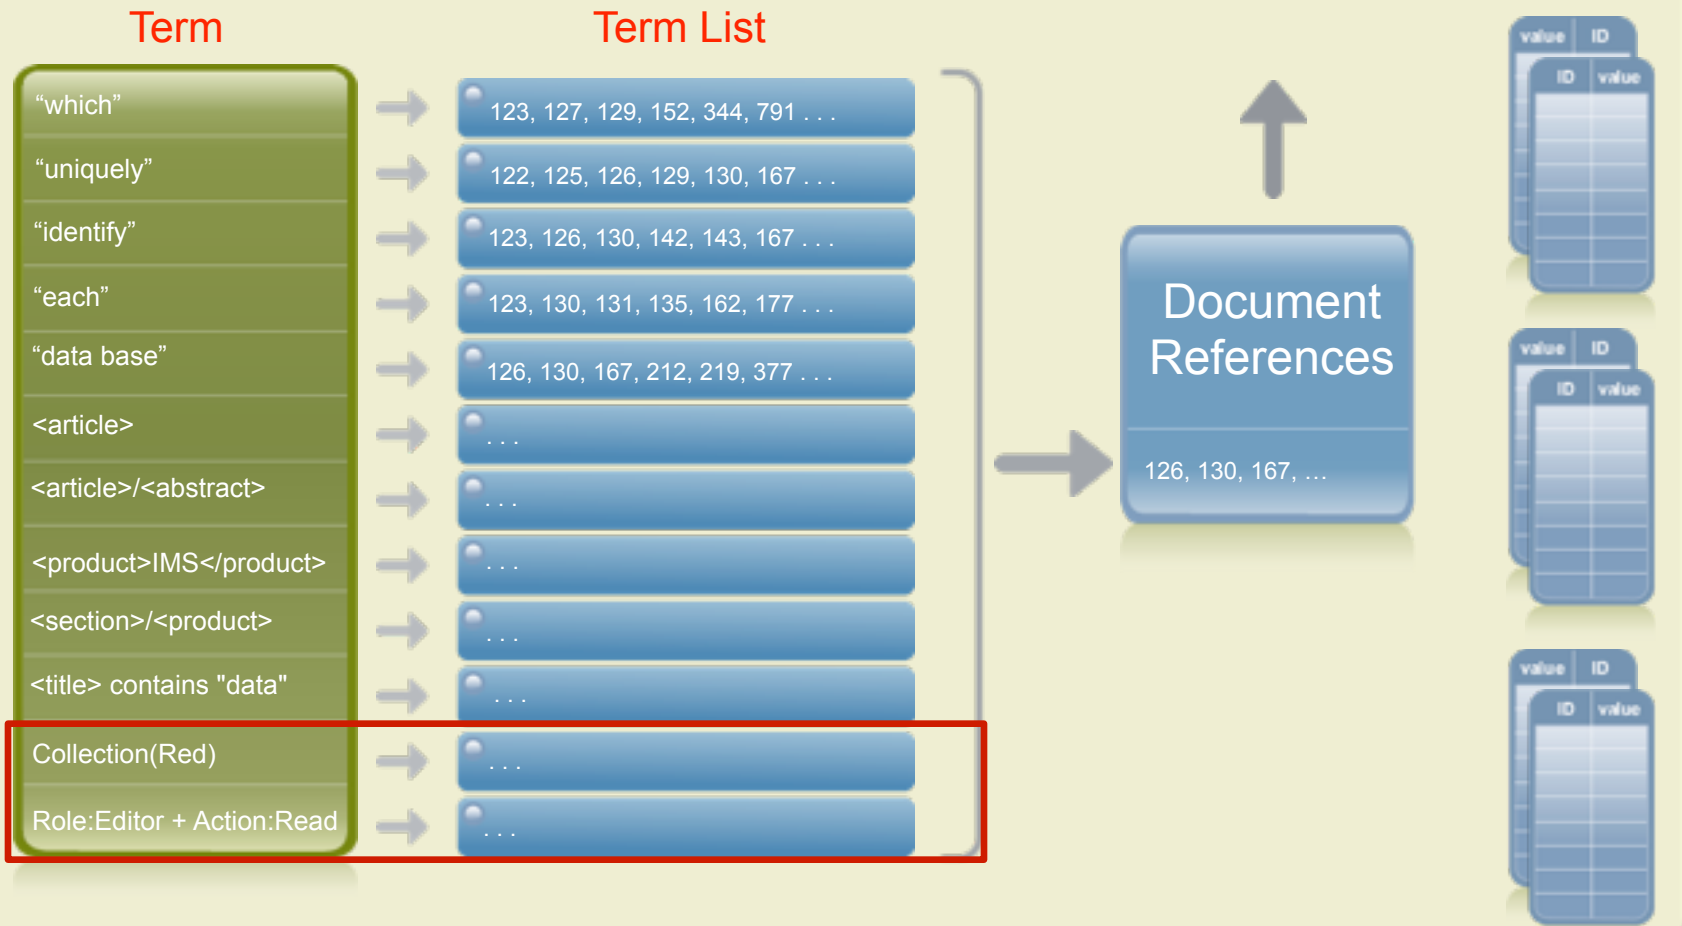 Term
Term List
“which”
123, 127, 129, 152, 344, 791 . . .
“uniquely”
122, 125, 126, 129, 130, 167 . . .
“identify”
123, 126, 130, 142, 143, 167 . . .
“each”
123, 130, 131, 135, 162, 177 . . .
“data base”
126, 130, 167, 212, 219, 377 . . .
<article>
. . .
<article>/<abstract>
. . .
<product>IMS</product>
. . .
<section>/<product>
. . .
<title> contains "data"
. . .
Collection(Red)
. . .
Role:Editor + Action:Read
. . .
Document
References
126, 130, 167, …
value ID
ID value
value ID
ID value
value ID
ID value